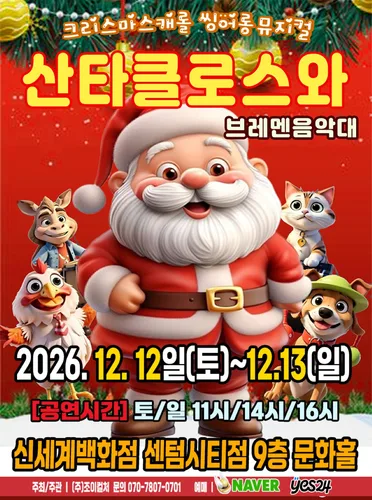 크리스마스캐롤 씽어롱뮤지컬
산타클로스와
브레멘음악대
2026. 12. 12일(토)~12.13(일)
[공연시간] 토/일 11시/14시/16시
신세계백화점 센텀시티점 9층 문화홀
주최/주관 | (주)조이컬처 문의 070-7807-0701 예매 | NAVER yes24